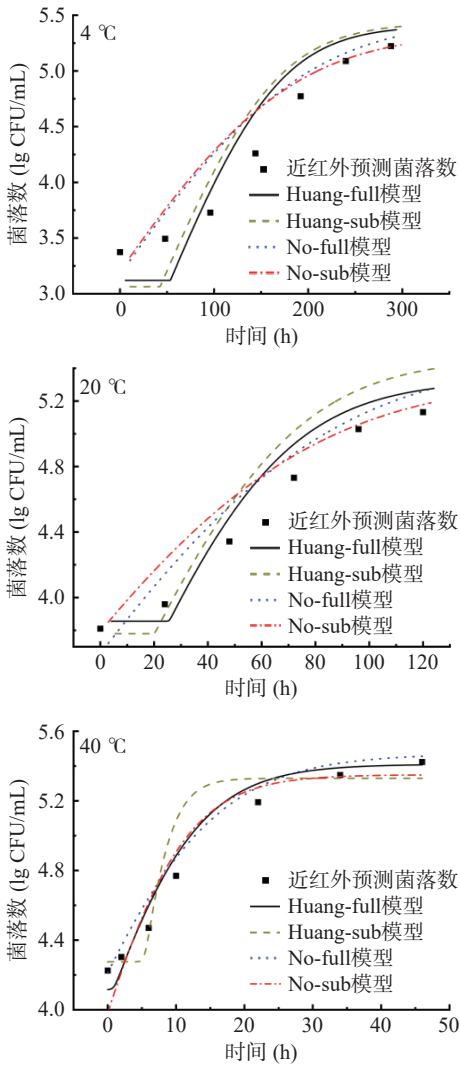 4 ℃
菌落数 (lg CFU/mL)
5.5
5.0
4.5
4.0
3.5
3.0
近红外预测菌落数
Huang-full模型
Huang-sub模型
No-full模型
No-sub模型
0 100 200 300
时间 (h)
20 ℃
菌落数 (lg CFU/mL)
5.2
4.8
4.4
4.0
近红外预测菌落数
Huang-full模型
Huang-sub模型
No-full模型
No-sub模型
0 20 40 60 80 100 120
时间 (h)
40 ℃
菌落数 (lg CFU/mL)
5.6
5.2
4.8
4.4
4.0
近红外预测菌落数
Huang-full模型
Huang-sub模型
No-full模型
No-sub模型
0 10 20 30 40 50
时间 (h)